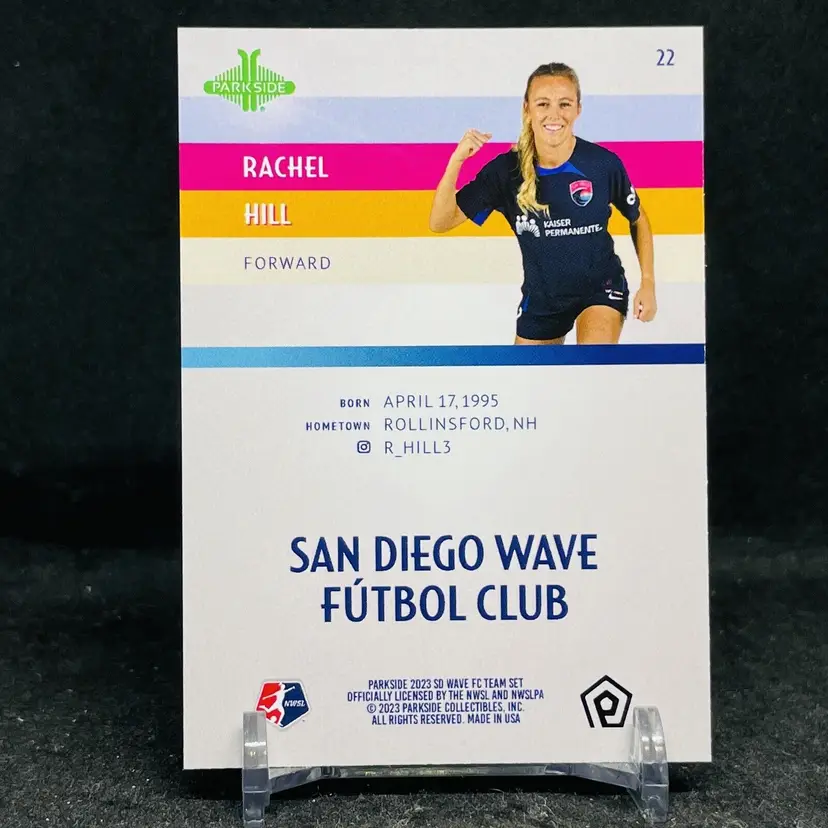 PARKSIDE
22
RACHEL
HILL
FORWARD
KAISER
PERMANENTE.
BORN APRIL 17, 1995
HOMETOWN ROLLINSFORD, NH
R_HILL3
SAN DIEGO WAVE
FÚTBOL CLUB
NWSL
PARKSIDE 2023 SD WAVE FC TEAM SET
OFFICIALLY LICENSED BY THE NWSL AND NWSLPA
© 2023 PARKSIDE COLLECTIBLES, INC.
ALL RIGHTS RESERVED. MADE IN USA